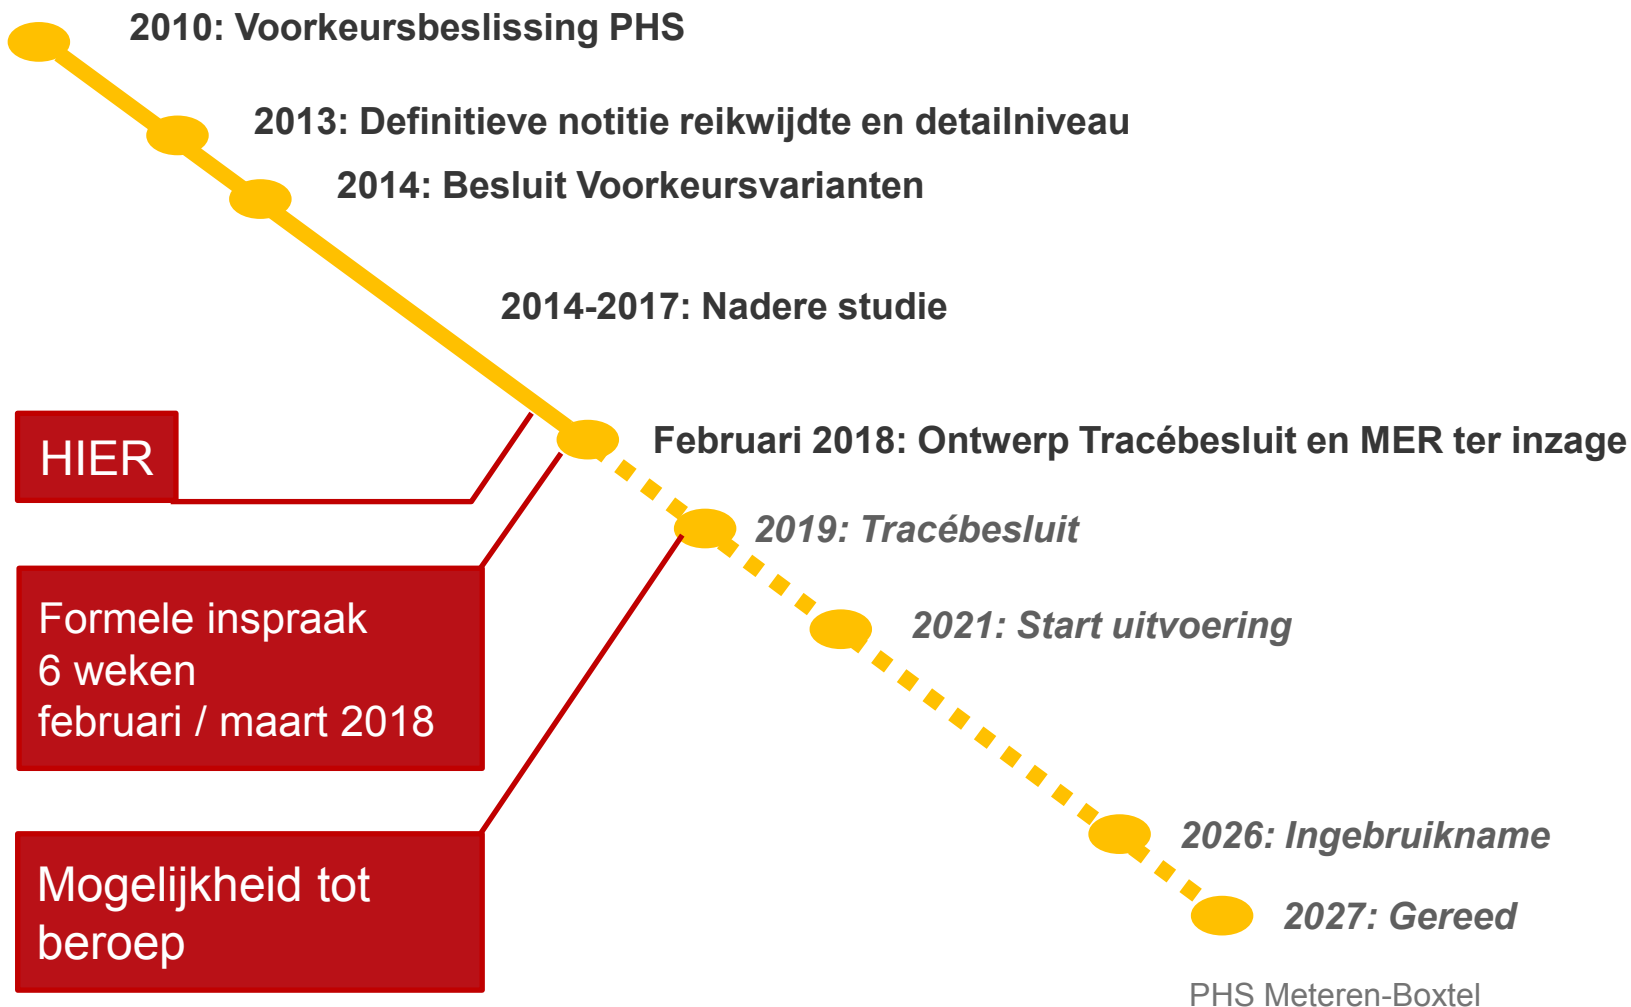 2010: Voorkeursbeslissing PHS
2013: Definitieve notitie reikwijdte en detailniveau
2014: Besluit Voorkeursvarianten
2014-2017: Nadere studie
HIER
Februari 2018: Ontwerp Tracébesluit en MER ter inzage
2019: Tracébesluit
Formele inspraak
6 weken
februari / maart 2018
2021: Start uitvoering
Mogelijkheid tot
beroep
2026: Ingebruikname
2027: Gereed
PHS Meteren-Boxtel